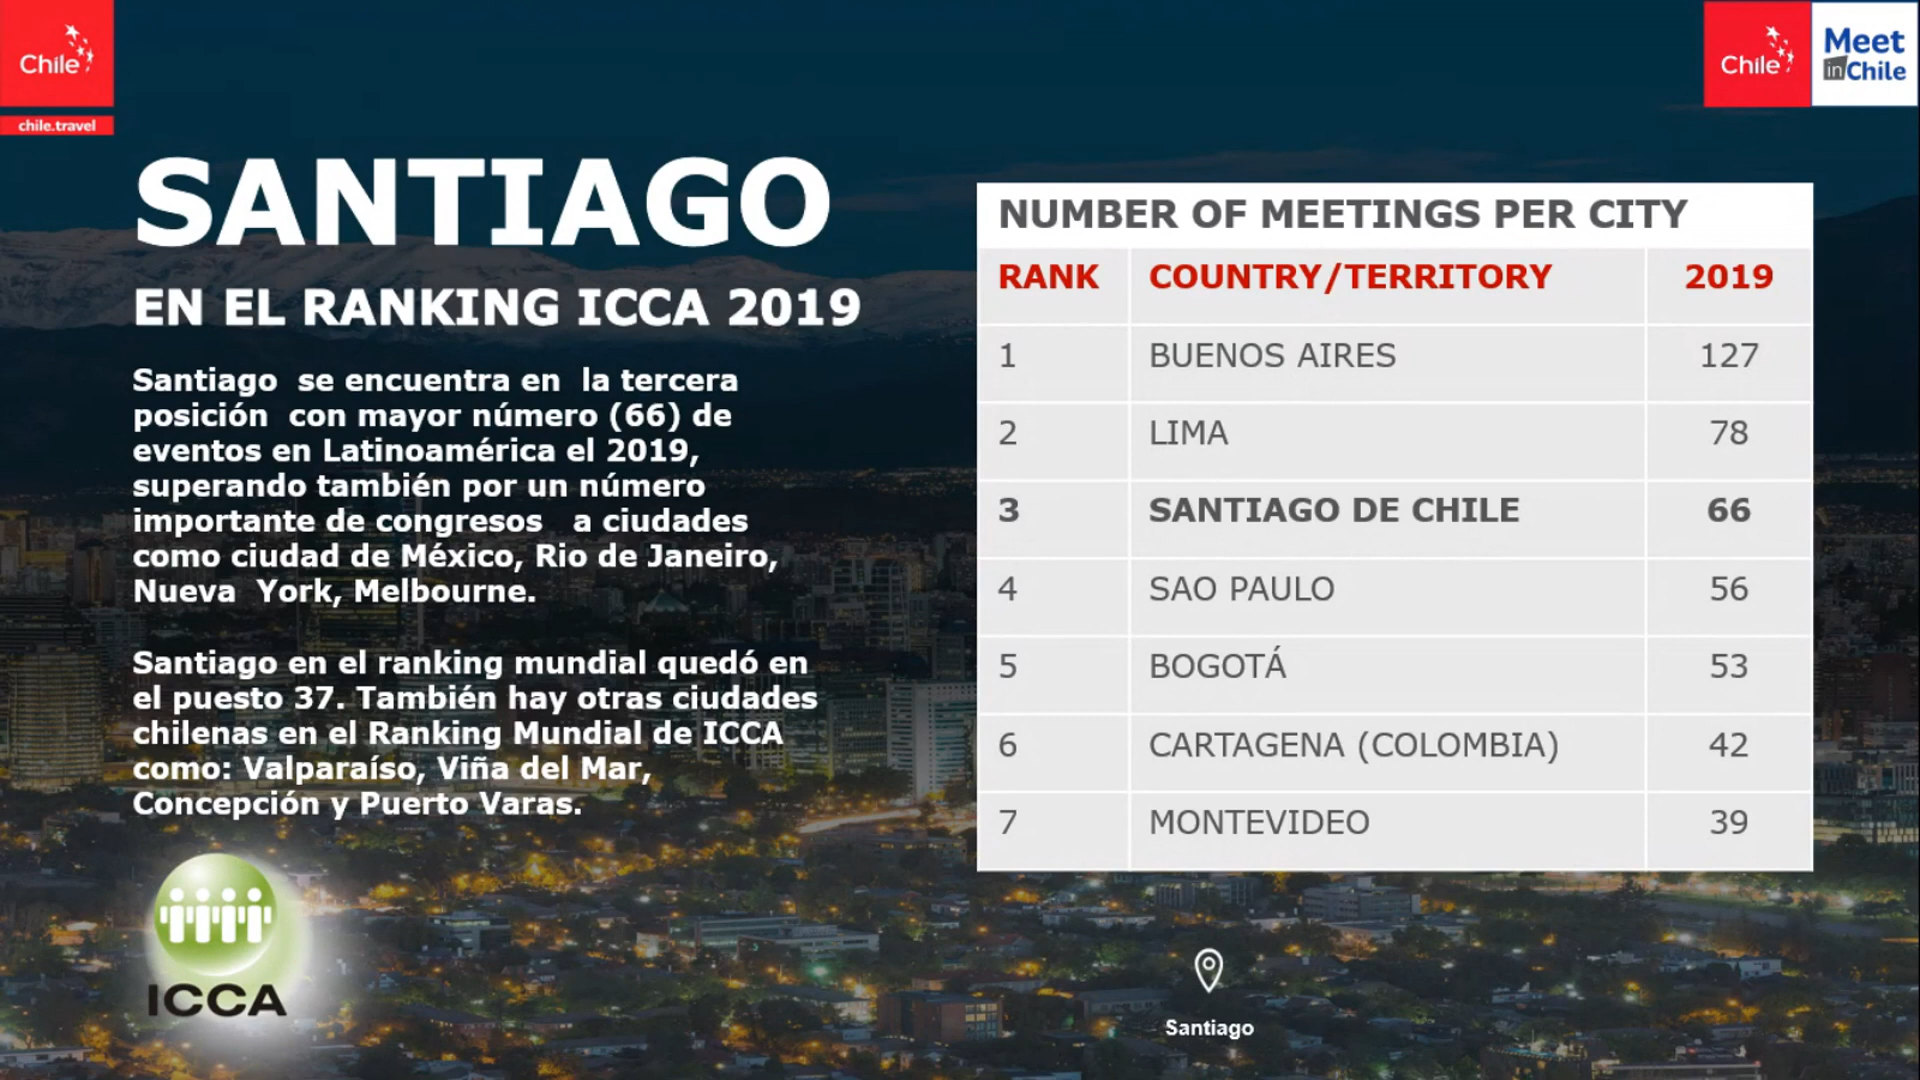 Chile
chile.travel
Chile
Meet
in Chile
SANTIAGO
EN EL RANKING ICCA 2019
Santiago se encuentra en la tercera
posición con mayor número (66) de
eventos en Latinoamérica el 2019,
superando también por un número
importante de congresos a ciudades
como ciudad de México, Rio de Janeiro,
Nueva York, Melbourne.
Santiago en el ranking mundial quedó en
el puesto 37. También hay otras ciudades
chilenas en el Ranking Mundial de ICCA
como: Valparaíso, Viña del Mar,
Concepción y Puerto Varas.
ICCA
NUMBER OF MEETINGS PER CITY
RANK COUNTRY/TERRITORY 2019
1 BUENOS AIRES 127
2 LIMA 78
3 SANTIAGO DE CHILE 66
4 SAO PAULO 56
5 BOGOTÁ 53
6 CARTAGENA (COLOMBIA) 42
7 MONTEVIDEO 39
Santiago